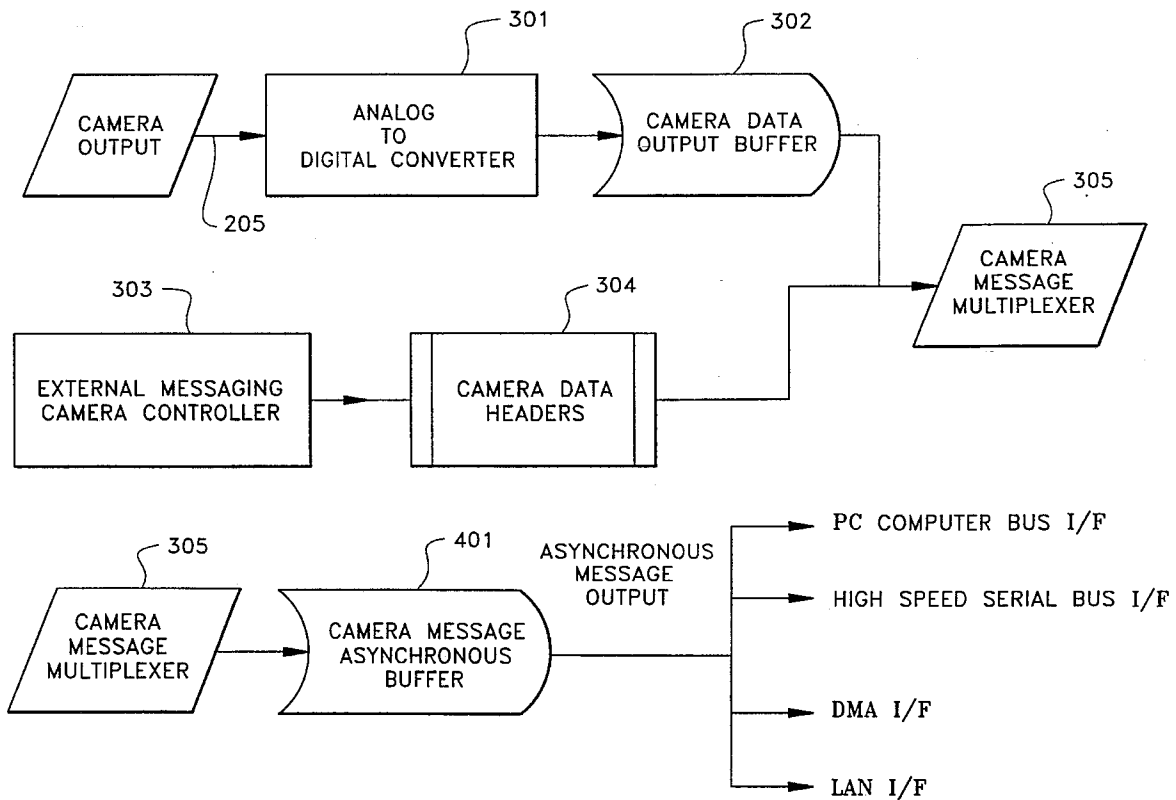 301
302
CAMERA
OUTPUT
ANALOG
TO
DIGITAL CONVERTER
CAMERA DATA
OUTPUT BUFFER
205
305
CAMERA
MESSAGE
MULTIPLEXER
303
304
EXTERNAL MESSAGING
CAMERA CONTROLLER
CAMERA DATA
HEADERS
305
401
CAMERA
MESSAGE
MULTIPLEXER
CAMERA MESSAGE
ASYNCHRONOUS
BUFFER
ASYNCHRONOUS
MESSAGE
OUTPUT
PC COMPUTER BUS I/F
HIGH SPEED SERIAL BUS I/F
DMA I/F
LAN I/F